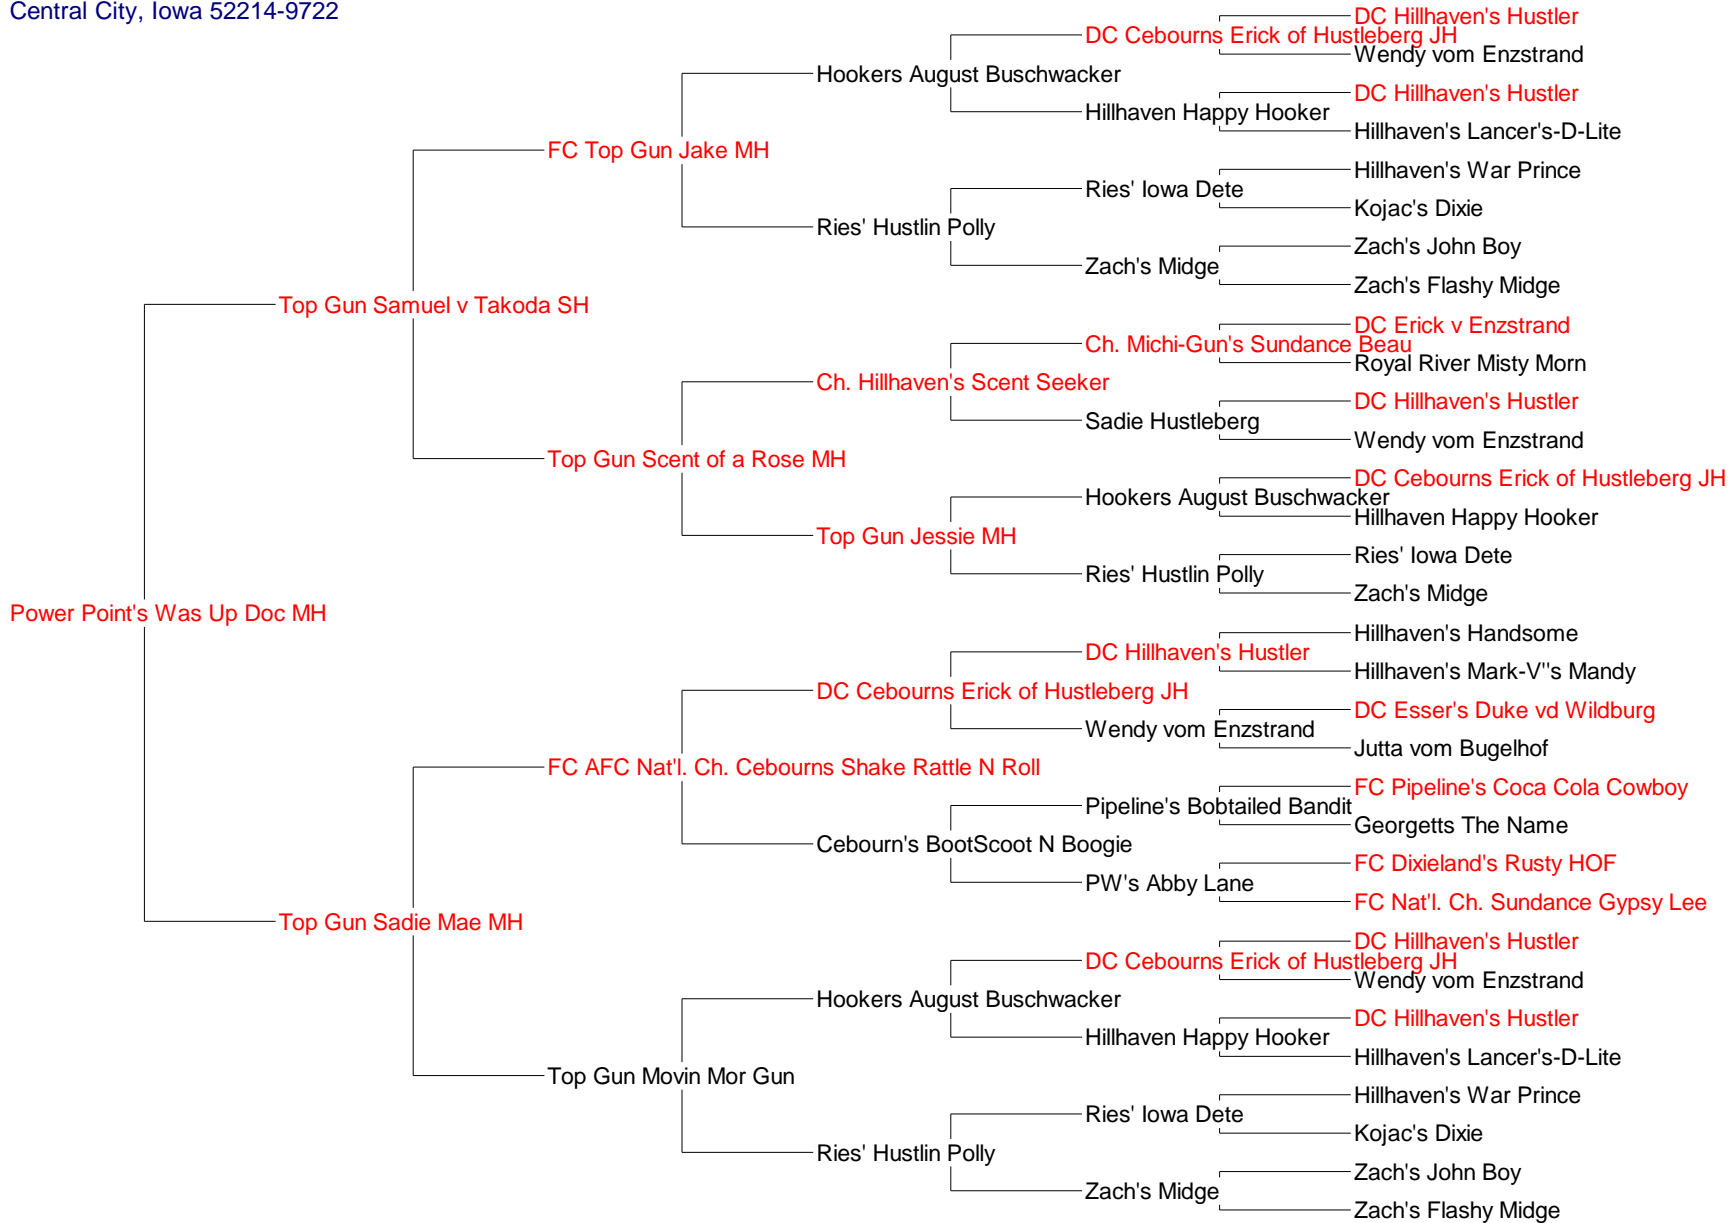 Central City, Iowa 52214-9722
DC Hillhaven's Hustler
DC Cebourns Erick of Hustleberg JH
Wendy vom Enzstrand
Hookers August Buschwacker
DC Hillhaven's Hustler
Hillhaven Happy Hooker
Hillhaven's Lancer's-D-Lite
FC Top Gun Jake MH
Hillhaven's War Prince
Ries' Iowa Dete
Kojac's Dixie
Ries' Hustlin Polly
Zach's John Boy
Zach's Midge
Zach's Flashy Midge
Top Gun Samuel v Takoda SH
DC Erick v Enzstrand
Ch. Michi-Gun's Sundance Beau
Royal River Misty Morn
Ch. Hillhaven's Scent Seeker
DC Hillhaven's Hustler
Sadie Hustleberg
Wendy vom Enzstrand
Top Gun Scent of a Rose MH
DC Cebourns Erick of Hustleberg JH
Hookers August Buschwacker
Hillhaven Happy Hooker
Top Gun Jessie MH
Ries' Iowa Dete
Ries' Hustlin Polly
Zach's Midge
Power Point's Was Up Doc MH
Hillhaven's Handsome
DC Hillhaven's Hustler
Hillhaven's Mark-V"s Mandy
DC Cebourns Erick of Hustleberg JH
DC Esser's Duke vd Wildburg
Wendy vom Enzstrand
Jutta vom Bugelhof
FC AFC Nat'l. Ch. Cebourns Shake Rattle N Roll
FC Pipeline's Coca Cola Cowboy
Pipeline's Bobtailed Bandit
Georgetts The Name
Cebourn's BootScoot N Boogie
FC Dixieland's Rusty HOF
PW's Abby Lane
FC Nat'l. Ch. Sundance Gypsy Lee
Top Gun Sadie Mae MH
DC Hillhaven's Hustler
DC Cebourns Erick of Hustleberg JH
Wendy vom Enzstrand
Hookers August Buschwacker
DC Hillhaven's Hustler
Hillhaven Happy Hooker
Hillhaven's Lancer's-D-Lite
Top Gun Movin Mor Gun
Hillhaven's War Prince
Ries' Iowa Dete
Kojac's Dixie
Ries' Hustlin Polly
Zach's John Boy
Zach's Midge
Zach's Flashy Midge